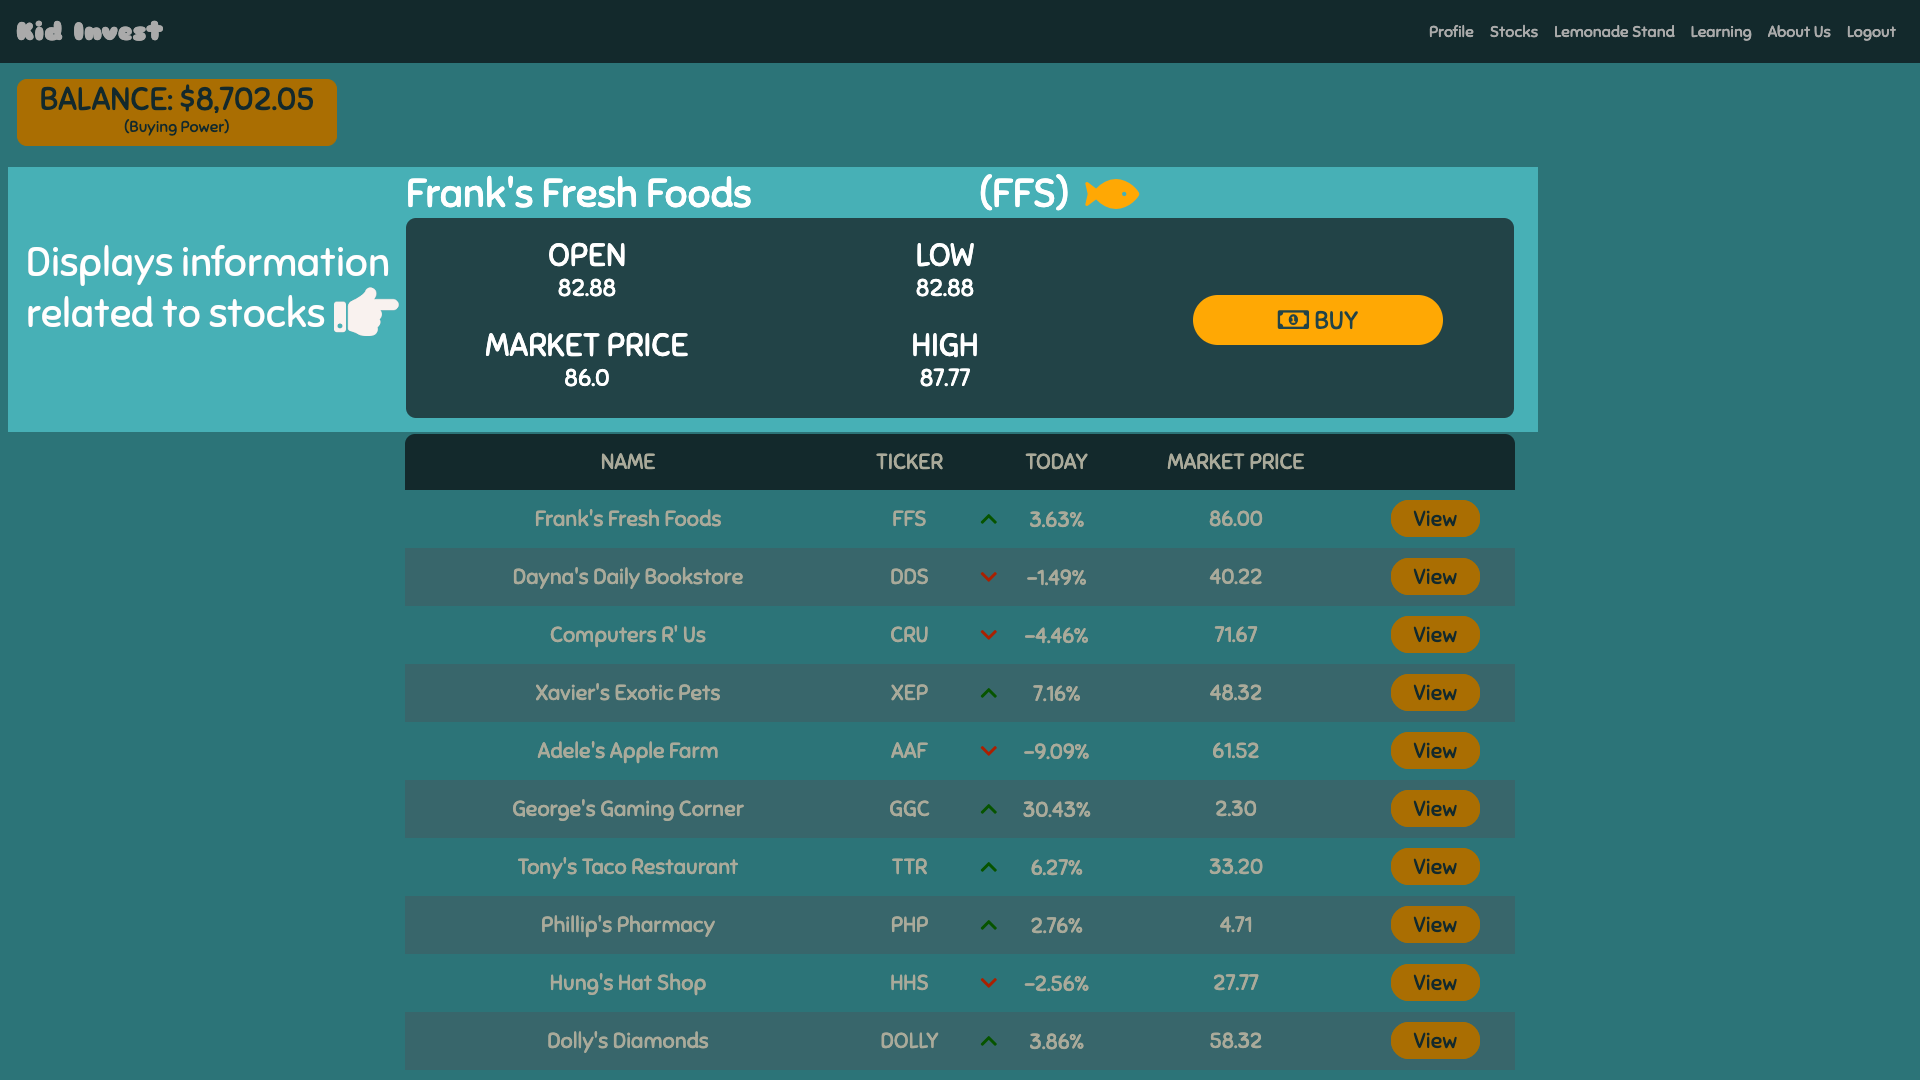 Kid Invest
Profile Stocks Lemonade Stand Learning About Us Logout
BALANCE: $8,702.05
(Buying Power)
Frank's Fresh Foods (FFS)
Displays information
related to stocks
OPEN
82.88
LOW
82.88
MARKET PRICE
86.0
HIGH
87.77
1 BUY
NAME TICKER TODAY MARKET PRICE
Frank's Fresh Foods FFS 3.63% 86.00 View
Dayna's Daily Bookstore DDS -1.49% 40.22 View
Computers R' Us CRU -4.46% 71.67 View
Xavier's Exotic Pets XEP 7.16% 48.32 View
Adele's Apple Farm AAF -9.09% 61.52 View
George's Gaming Corner GGC 30.43% 2.30 View
Tony's Taco Restaurant TTR 6.27% 33.20 View
Phillip's Pharmacy PHP 2.76% 4.71 View
Hung's Hat Shop HHS -2.56% 27.77 View
Dolly's Diamonds DOLLY 3.86% 58.32 View